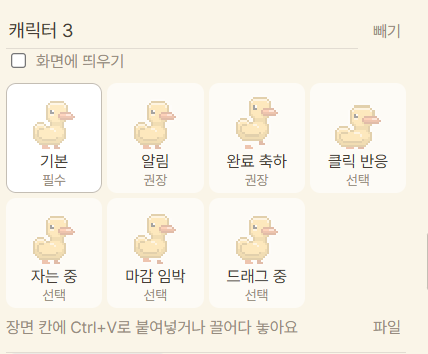 캐릭터 3 빼기
화면에 띄우기
기본 알림 완료 축하 클릭 반응
필수 권장 권장 선택
자는 중 마감 임박 드래그 중
선택 선택 선택
장면 칸에 Ctrl+V로 붙여넣거나 끌어다 놓아요 파일